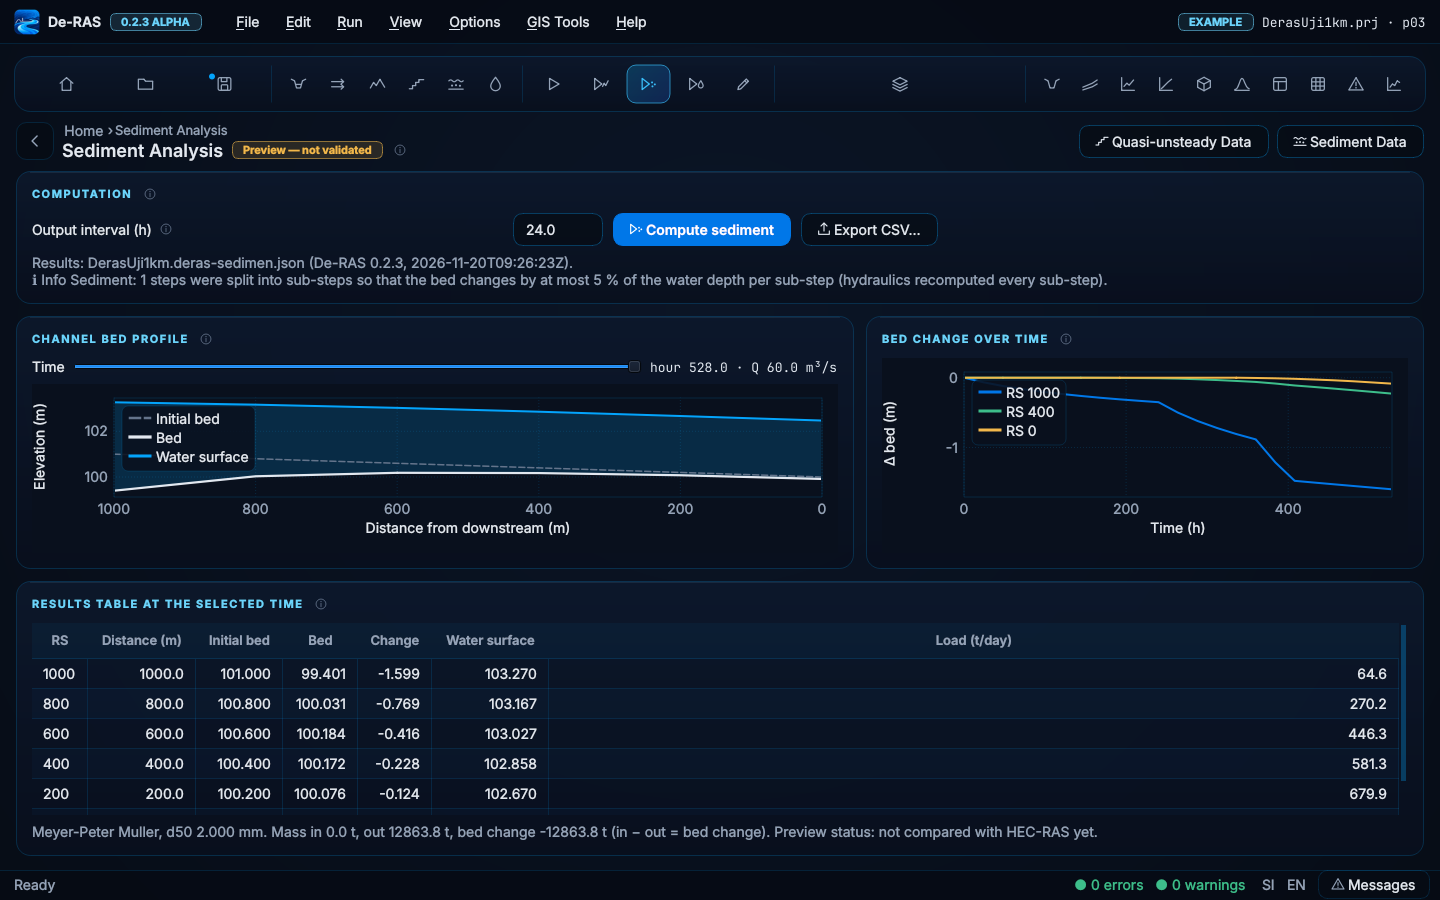 De-RAS 0.2.3 ALPHA File Edit Run View Options GIS Tools Help EXAMPLE DerasUji1km.prj · p03
Home › Sediment Analysis
Sediment Analysis Preview — not validated Quasi-unsteady Data Sediment Data
COMPUTATION
Output interval (h) 24.0 Compute sediment Export CSV...
Results: DerasUji1km.deras-sedimen.json (De-RAS 0.2.3, 2026-11-20T09:26:23Z).
ℹ Info Sediment: 1 steps were split into sub-steps so that the bed changes by at most 5 % of the water depth per sub-step (hydraulics recomputed every sub-step).
CHANNEL BED PROFILE
Time hour 528.0 · Q 60.0 m³/s
Elevation (m)
102
100
Initial bed
Bed
Water surface
1000 800 600 400 200 0
Distance from downstream (m)
BED CHANGE OVER TIME
Δ bed (m)
0
-1
RS 1000
RS 400
RS 0
0 200 400
Time (h)
RESULTS TABLE AT THE SELECTED TIME
RS Distance (m) Initial bed Bed Change Water surface Load (t/day)
1000 1000.0 101.000 99.401 -1.599 103.270 64.6
800 800.0 100.800 100.031 -0.769 103.167 270.2
600 600.0 100.600 100.184 -0.416 103.027 446.3
400 400.0 100.400 100.172 -0.228 102.858 581.3
200 200.0 100.200 100.076 -0.124 102.670 679.9
Meyer-Peter Muller, d50 2.000 mm. Mass in 0.0 t, out 12863.8 t, bed change -12863.8 t (in − out = bed change). Preview status: not compared with HEC-RAS yet.
Ready 0 errors 0 warnings SI EN Messages